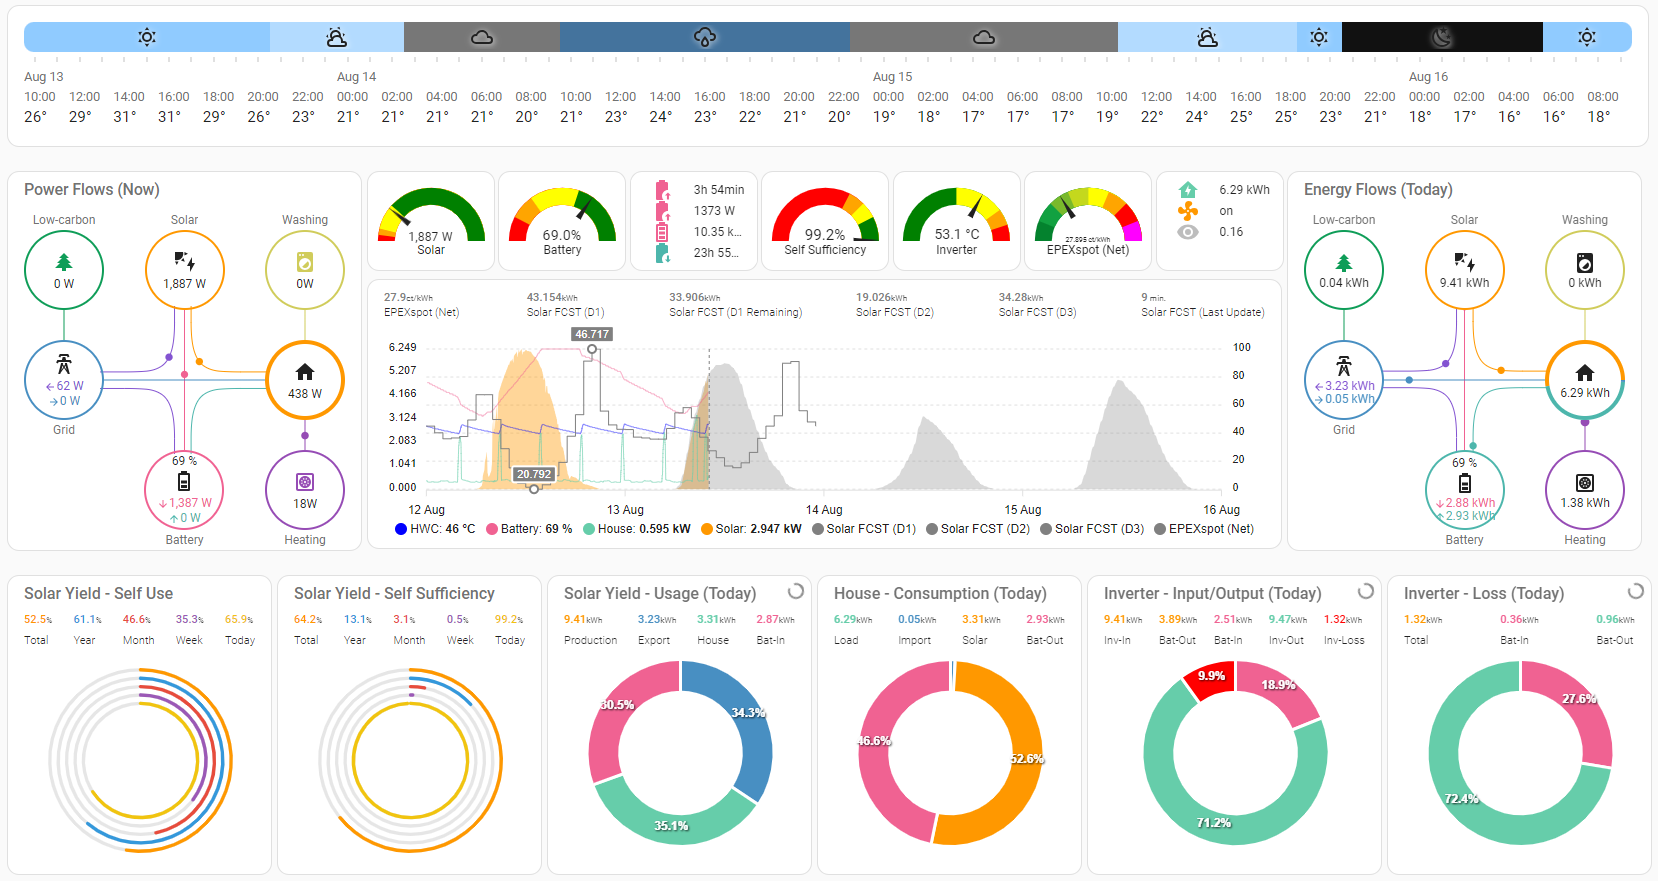 Aug 13 Aug 14 Aug 15 Aug 16
10:00 12:00 14:00 16:00 18:00 20:00 22:00 00:00 02:00 04:00 06:00 08:00 10:00 12:00 14:00 16:00 18:00 20:00 22:00 00:00 02:00 04:00 06:00 08:00 10:00 12:00 14:00 16:00 18:00 20:00 22:00 00:00 02:00 04:00 06:00 08:00
26° 29° 31° 31° 29° 26° 23° 21° 21° 21° 21° 20° 21° 23° 24° 23° 22° 21° 20° 19° 18° 17° 17° 17° 19° 22° 24° 25° 25° 23° 21° 18° 17° 16° 16° 18°
Power Flows (Now)
Low-carbon
Solar
Washing
0 W
1,887 W
0W
←62 W
→0 W
Grid
438 W
69 %
↓1,387 W
↑0 W
Battery
18W
Heating
1,887 W
Solar
69.0%
Battery
3h 54min
1373 W
10.35 k...
23h 55...
99.2%
Self Sufficiency
53.1 °C
Inverter
27.895 ct/kWh
EPEXspot (Net)
6.29 kWh
on
0.16
27.9ct/kWh
EPEXspot (Net)
43.154kWh
Solar FCST (D1)
33.906kWh
Solar FCST (D1 Remaining)
19.026kWh
Solar FCST (D2)
34.28kWh
Solar FCST (D3)
9 min.
Solar FCST (Last Update)
46.717
6.249
5.207
4.166
3.124
2.083
1.041
0.000
20.792
100
80
60
40
20
0
12 Aug 13 Aug 14 Aug 15 Aug 16 Aug
HWC: 46 °C Battery: 69 % House: 0.595 kW Solar: 2.947 kW Solar FCST (D1) Solar FCST (D2) Solar FCST (D3) EPEXspot (Net)
Energy Flows (Today)
Low-carbon
Solar
Washing
0.04 kWh
9.41 kWh
0 kWh
←3.23 kWh
→0.05 kWh
Grid
6.29 kWh
69 %
↓2.88 kWh
↑2.93 kWh
Battery
1.38 kWh
Heating
Solar Yield - Self Use
52.5% 61.1% 46.6% 35.3% 65.9%
Total Year Month Week Today
Solar Yield - Self Sufficiency
64.2% 13.1% 3.1% 0.5% 99.2%
Total Year Month Week Today
Solar Yield - Usage (Today)
9.41kWh 3.23kWh 3.31kWh 2.87kWh
Production Export House Bat-In
30.5%
34.3%
35.1%
House - Consumption (Today)
6.29kWh 0.05kWh 3.31kWh 2.93kWh
Load Import Solar Bat-Out
46.6%
52.6%
Inverter - Input/Output (Today)
9.41kWh 3.89kWh 2.51kWh 9.47kWh 1.32kWh
Inv-In Bat-Out Bat-In Inv-Out Inv-Loss
9.9%
18.9%
71.2%
Inverter - Loss (Today)
1.32kWh 0.36kWh 0.96kWh
Total Bat-In Bat-Out
27.6%
72.4%